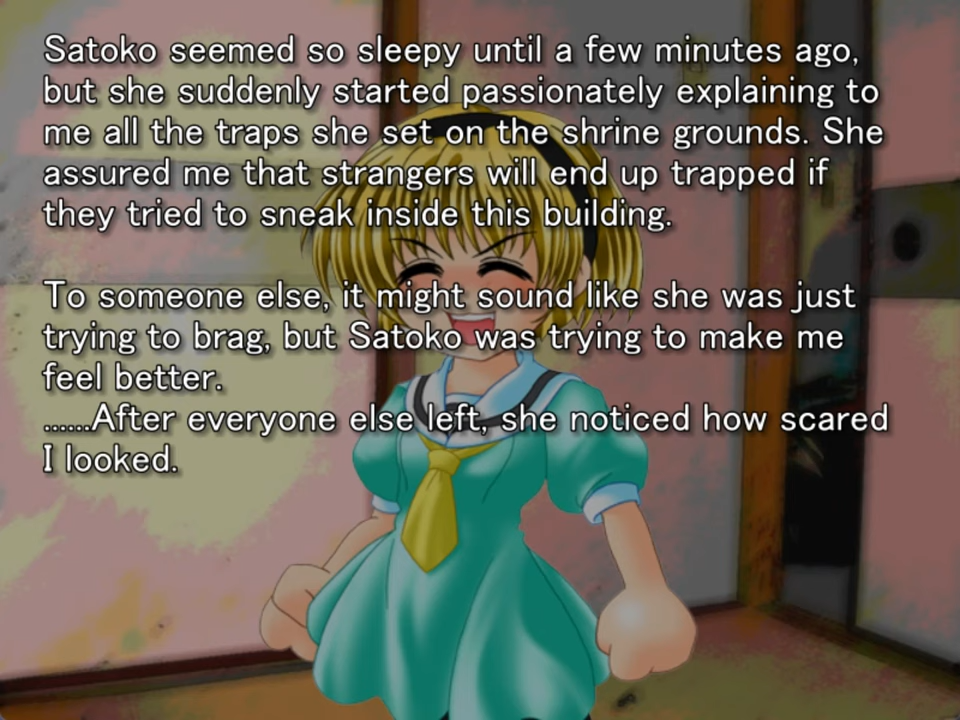 Satoko seemed so sleepy until a few minutes ago,
but she suddenly started passionately explaining to
me all the traps she set on the shrine grounds. She
assured me that strangers will end up trapped if
they tried to sneak inside this building.
To someone else, it might sound like she was just
trying to brag, but Satoko was trying to make me
feel better.
......After everyone else left, she noticed how scared
I looked.